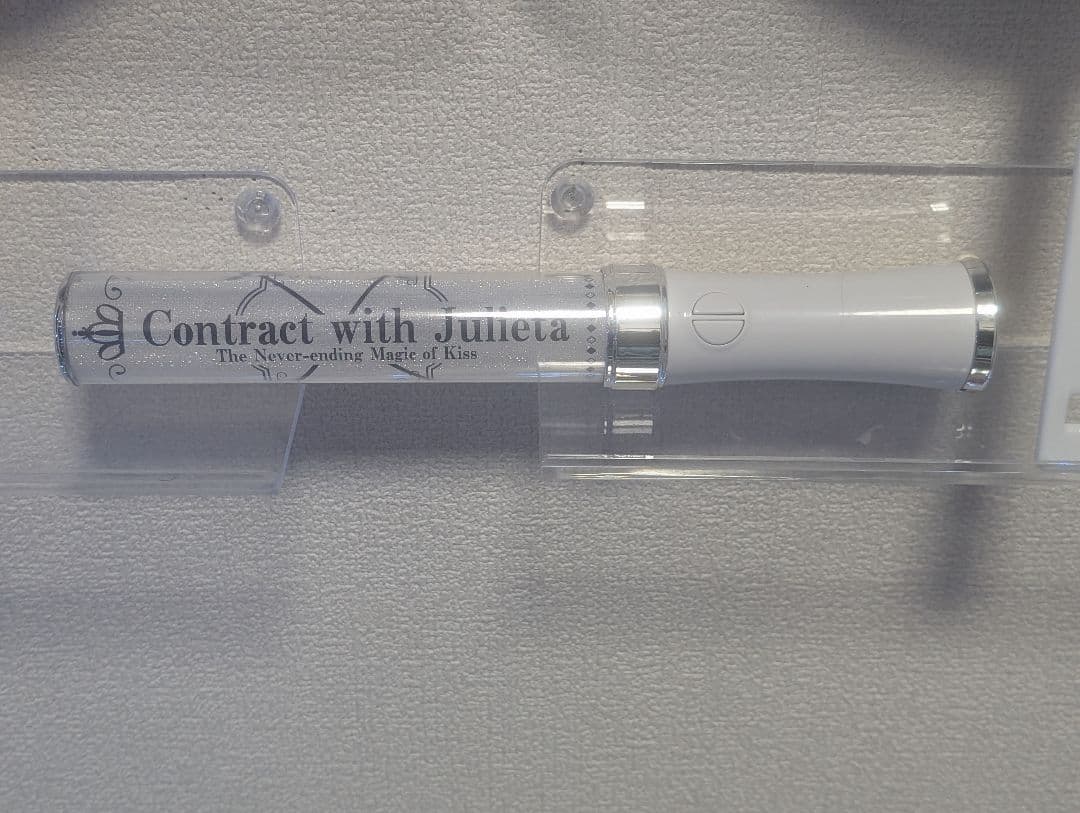 Contract with Julieta
The Never-ending Magic of Kiss